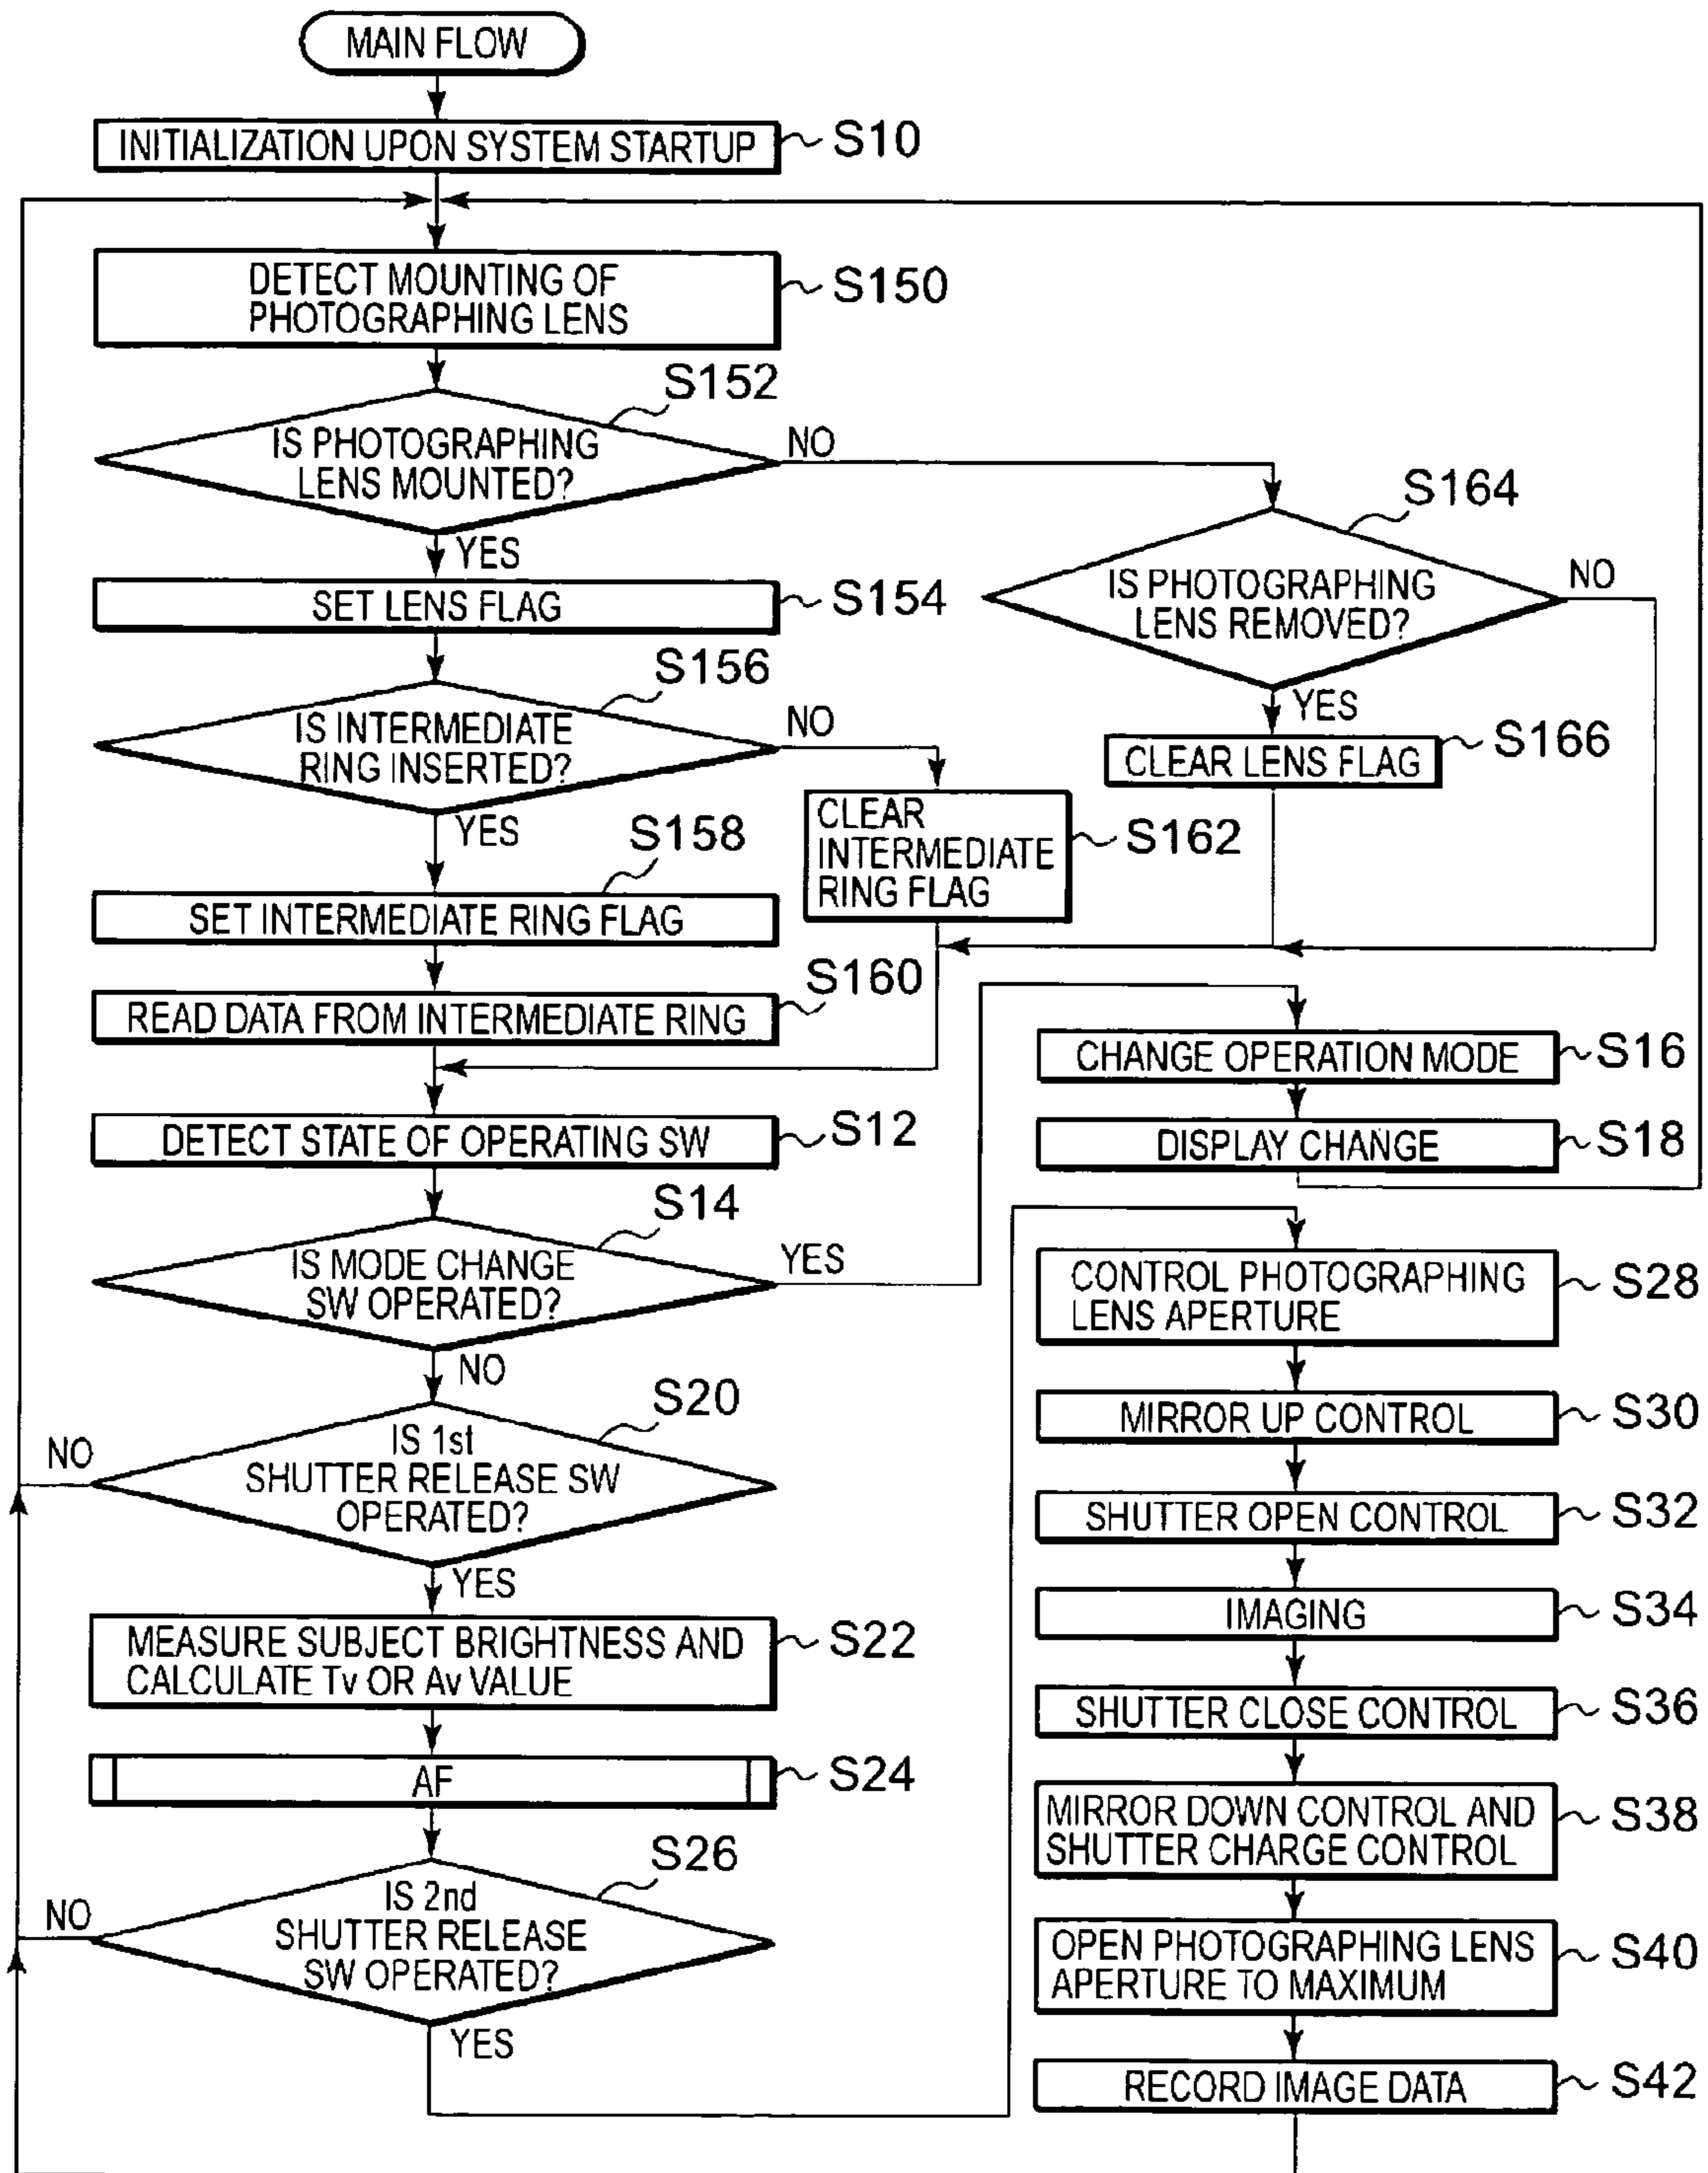 MAIN FLOW
INITIALIZATION UPON SYSTEM STARTUP
S10
DETECT MOUNTING OF
PHOTOGRAPHING LENS
S150
S152
IS PHOTOGRAPHING
LENS MOUNTED?
NO
YES
S164
IS PHOTOGRAPHING
LENS REMOVED?
NO
YES
SET LENS FLAG
S154
S156
IS INTERMEDIATE
RING INSERTED?
NO
YES
CLEAR LENS FLAG
S166
CLEAR
INTERMEDIATE
RING FLAG
S162
S158
SET INTERMEDIATE RING FLAG
S160
READ DATA FROM INTERMEDIATE RING
DETECT STATE OF OPERATING SW
S12
S14
IS MODE CHANGE
SW OPERATED?
YES
NO
CHANGE OPERATION MODE
S16
DISPLAY CHANGE
S18
S20
IS 1st
SHUTTER RELEASE SW
OPERATED?
NO
YES
MEASURE SUBJECT BRIGHTNESS AND
CALCULATE Tv OR Av VALUE
S22
AF
S24
S26
IS 2nd
SHUTTER RELEASE
SW OPERATED?
NO
YES
CONTROL PHOTOGRAPHING
LENS APERTURE
S28
MIRROR UP CONTROL
S30
SHUTTER OPEN CONTROL
S32
IMAGING
S34
SHUTTER CLOSE CONTROL
S36
MIRROR DOWN CONTROL AND
SHUTTER CHARGE CONTROL
S38
OPEN PHOTOGRAPHING LENS
APERTURE TO MAXIMUM
S40
RECORD IMAGE DATA
S42